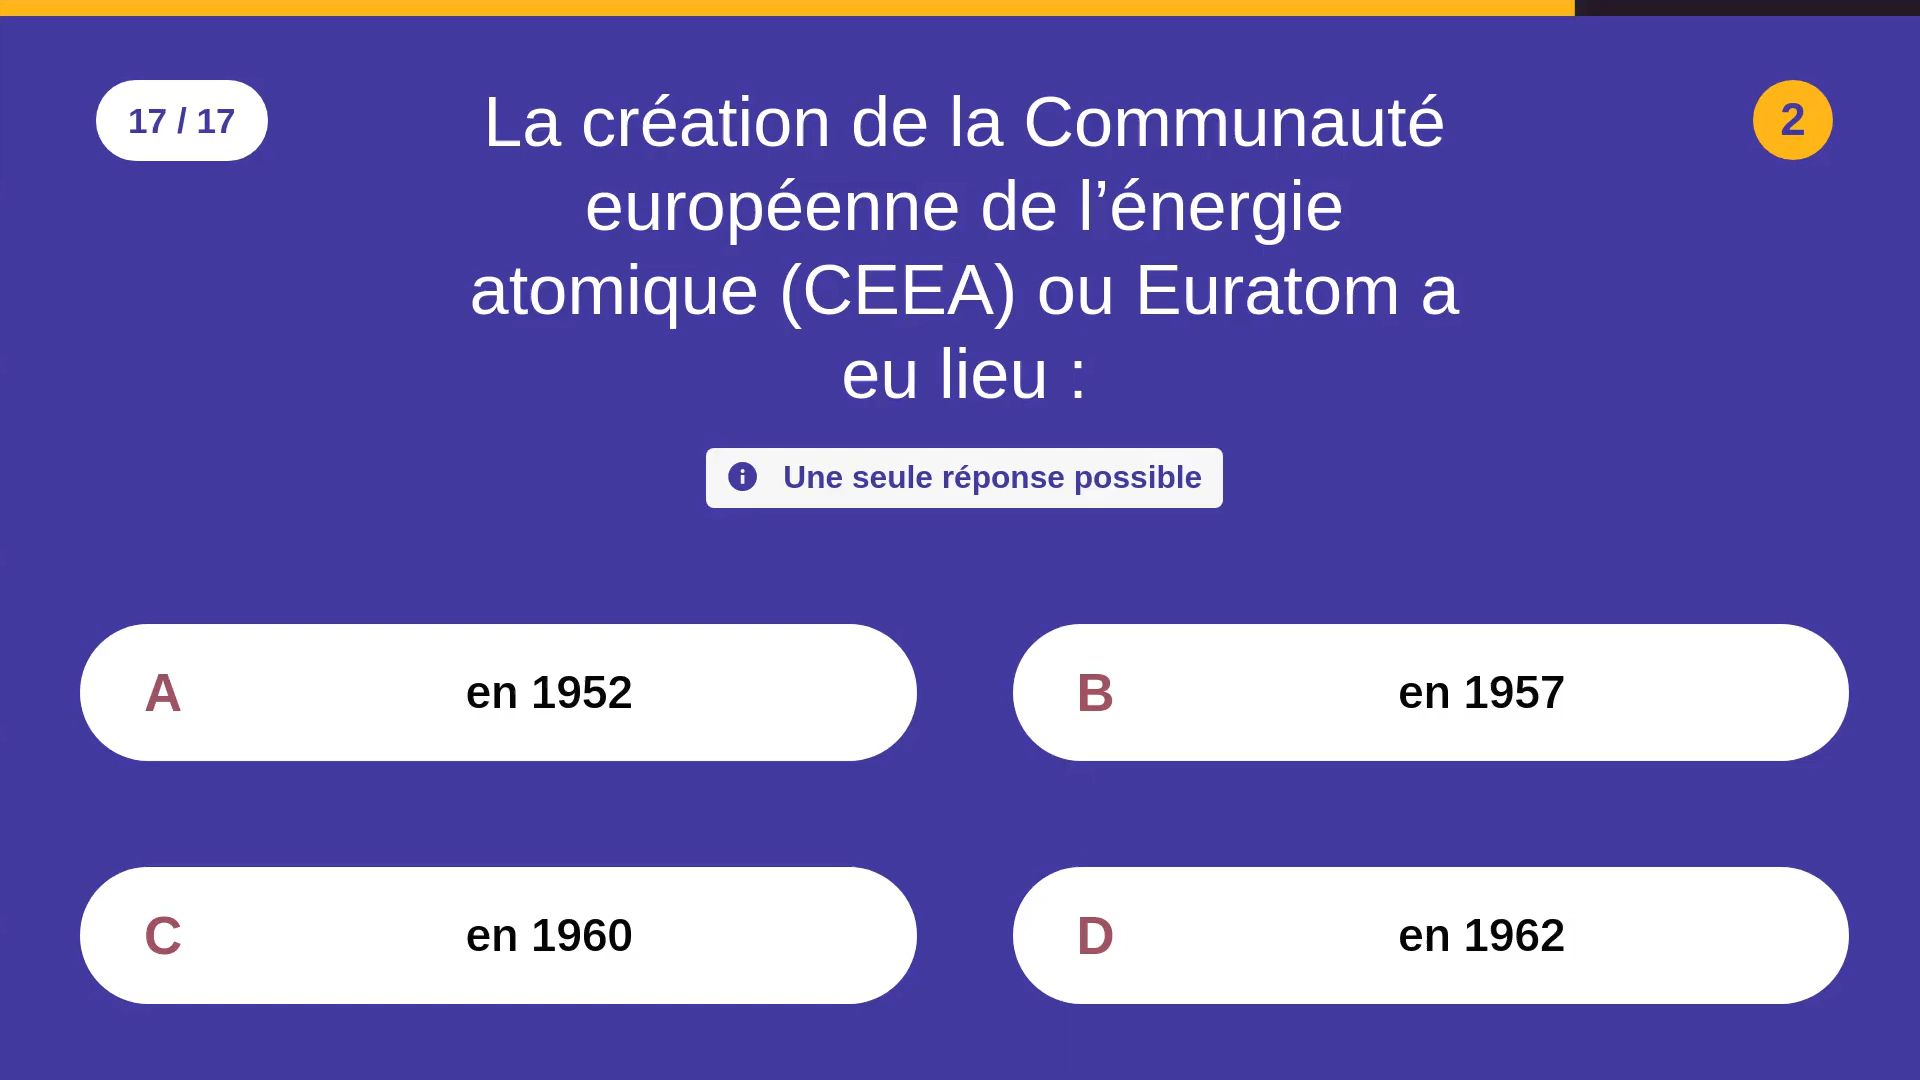 17 / 17
La création de la Communauté
européenne de l’énergie
atomique (CEEA) ou Euratom a
eu lieu :
2
Une seule réponse possible
A en 1952
B en 1957
C en 1960
D en 1962